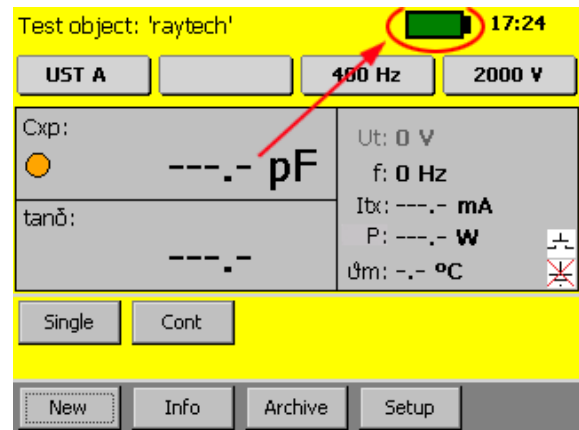 Test object: 'raytech' 17:24
UST A 400 Hz 2000 V
Cxp:
---.- pF
tanδ:
---.-
Ut: 0 V
f: 0 Hz
Itx: ---.- mA
P: ---.- W
ϑm: -.- ºC
Single Cont
New Info Archive Setup